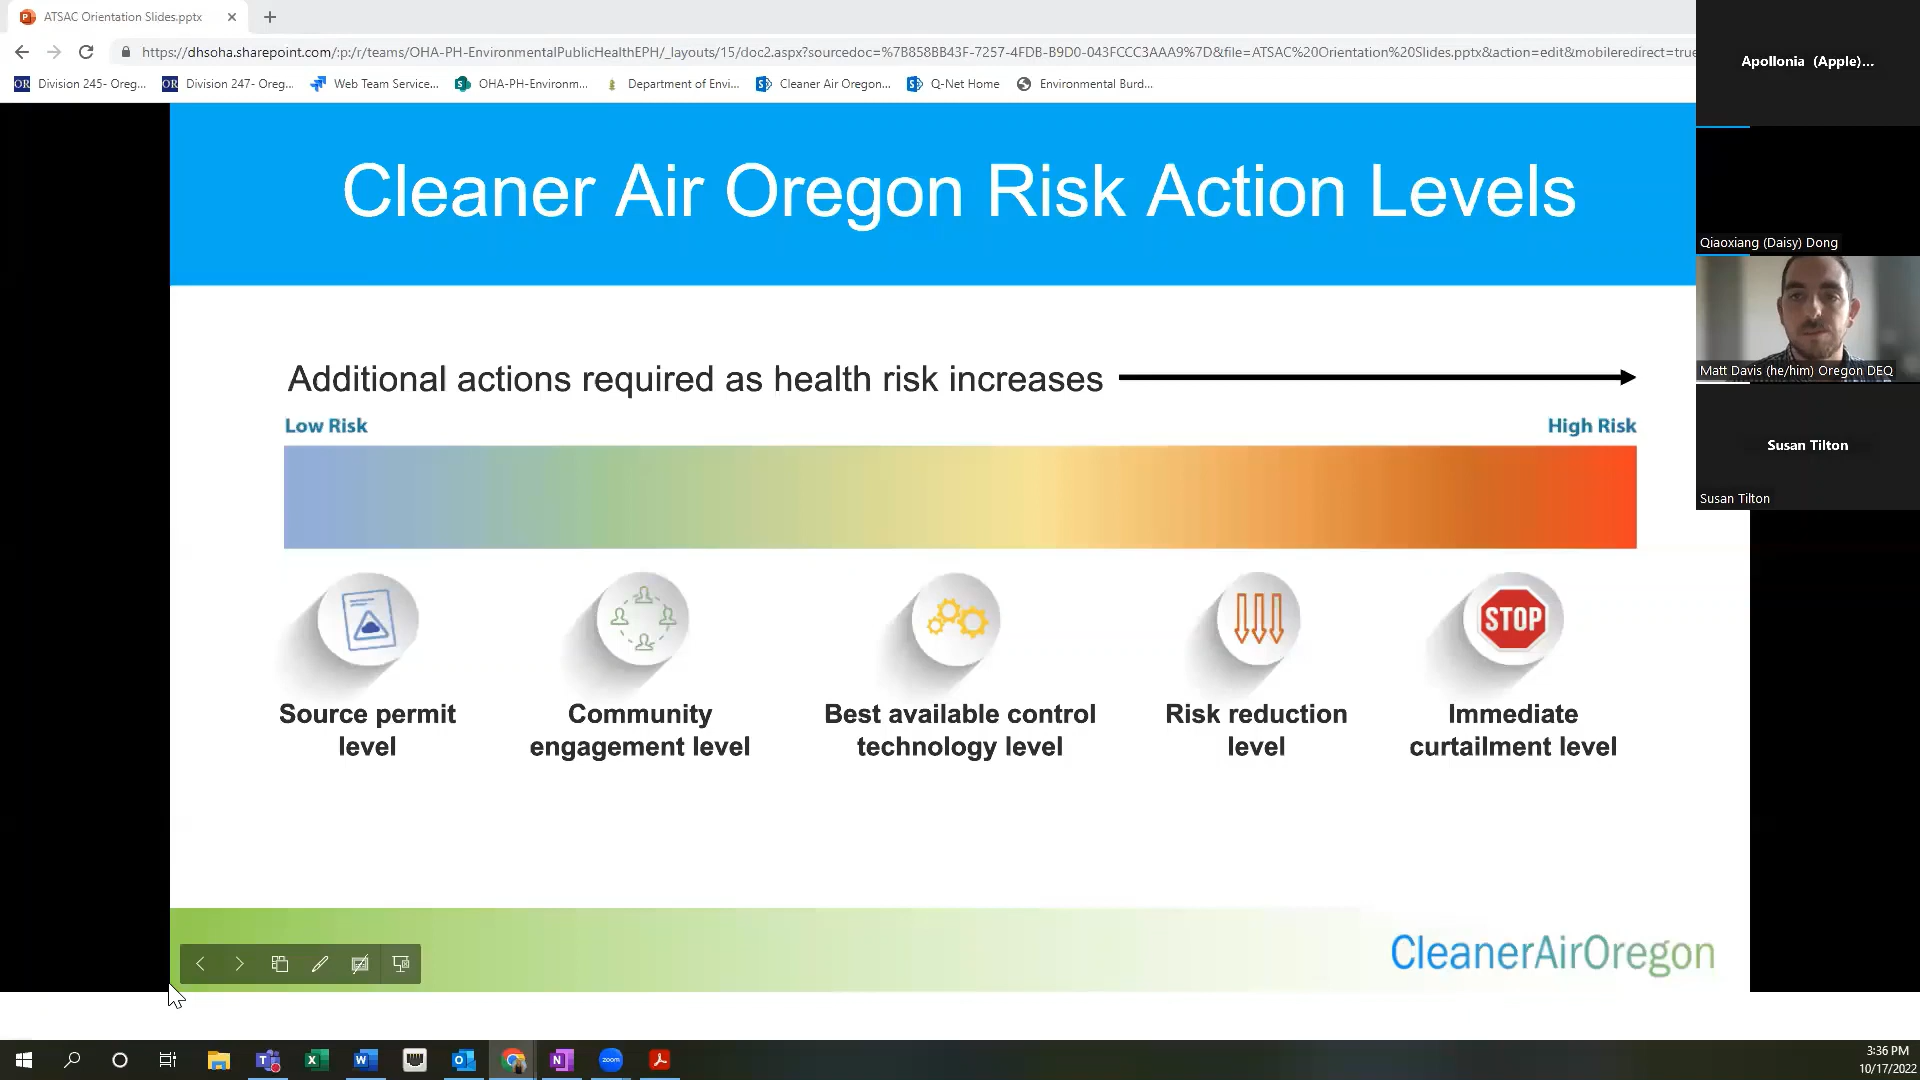 ATSAC Orientation Slides.pptx
https://dhsoha.sharepoint.com/:p:/r/teams/OHA-PH-EnvironmentalPublicHealthEPH/_layouts/15/doc2.aspx?sourcedoc=%7B858BB43F-7257-4FDB-B9D0-043FCCC3AAA9%7D&file=ATSAC%20Orientation%20Slides.pptx&action=edit&mobileredirect=true
OR Division 245- Oreg... OR Division 247- Oreg... Web Team Service... OHA-PH-Environm... Department of Envi... Cleaner Air Oregon... Q-Net Home Environmental Burd...
Apollonia (Apple)...
Qiaoxiang (Daisy) Dong
Matt Davis (he/him) Oregon DEQ
Susan Tilton
Susan Tilton
Cleaner Air Oregon Risk Action Levels
Additional actions required as health risk increases
Low Risk High Risk
STOP
Source permit level
Community engagement level
Best available control technology level
Risk reduction level
Immediate curtailment level
CleanerAirOregon
zoom
3:36 PM
10/17/2022